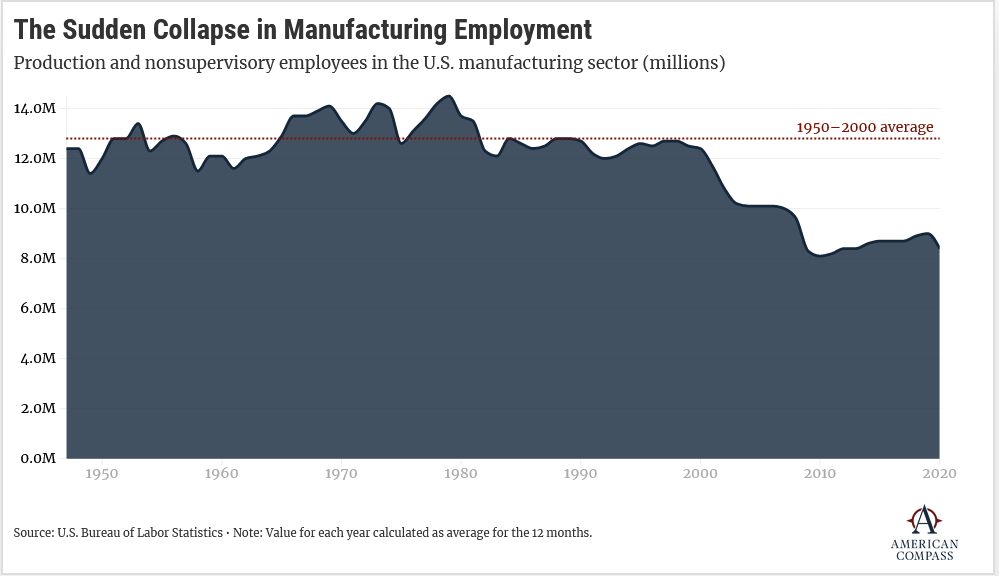 The Sudden Collapse in Manufacturing Employment
Production and nonsupervisory employees in the U.S. manufacturing sector (millions)
14.0M
1950–2000 average
12.0M
10.0M
8.0M
6.0M
4.0M
2.0M
0.0M
1950 1960 1970 1980 1990 2000 2010 2020
Source: U.S. Bureau of Labor Statistics • Note: Value for each year calculated as average for the 12 months.
A
AMERICAN
COMPASS